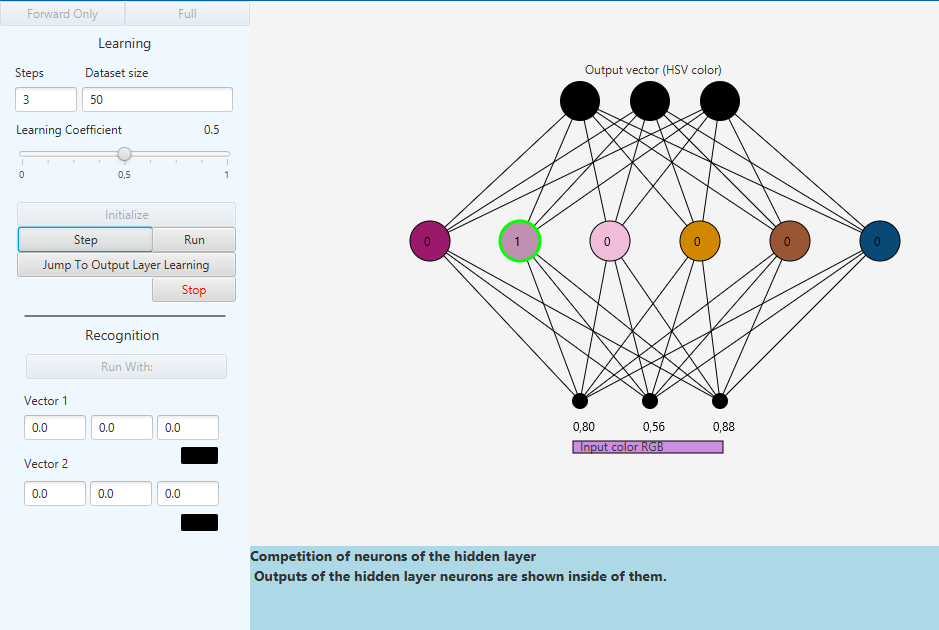 Forward Only Full
Learning
Steps Dataset size
3 50
Learning Coefficient 0.5
0 0,5 1
Initialize
Step Run
Jump To Output Layer Learning
Stop
Recognition
Run With:
Vector 1
0.0 0.0 0.0
Vector 2
0.0 0.0 0.0
Output vector (HSV color)
0 1 0 0 0 0
0,80 0,56 0,88
Input color RGB
Competition of neurons of the hidden layer
Outputs of the hidden layer neurons are shown inside of them.